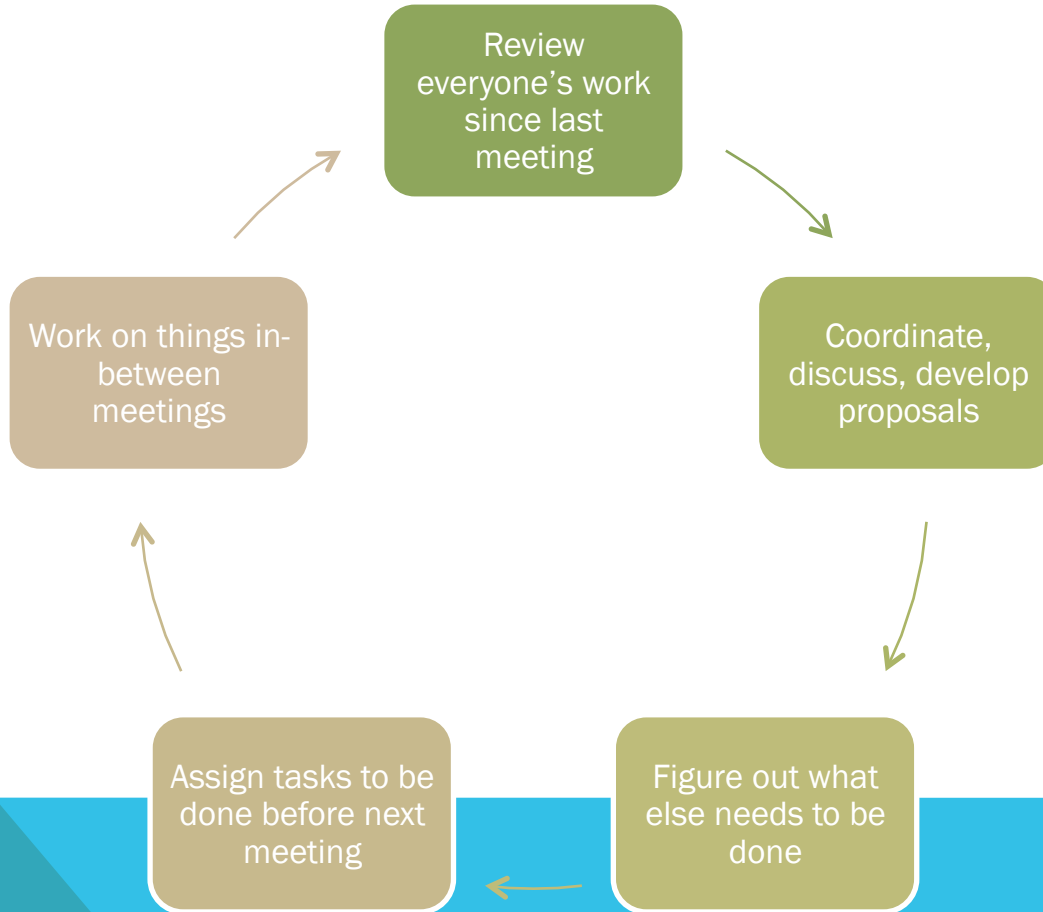 Review
everyone’s work
since last
meeting
Coordinate,
discuss, develop
proposals
Figure out what
else needs to be
done
Assign tasks to be
done before next
meeting
Work on things in-
between
meetings